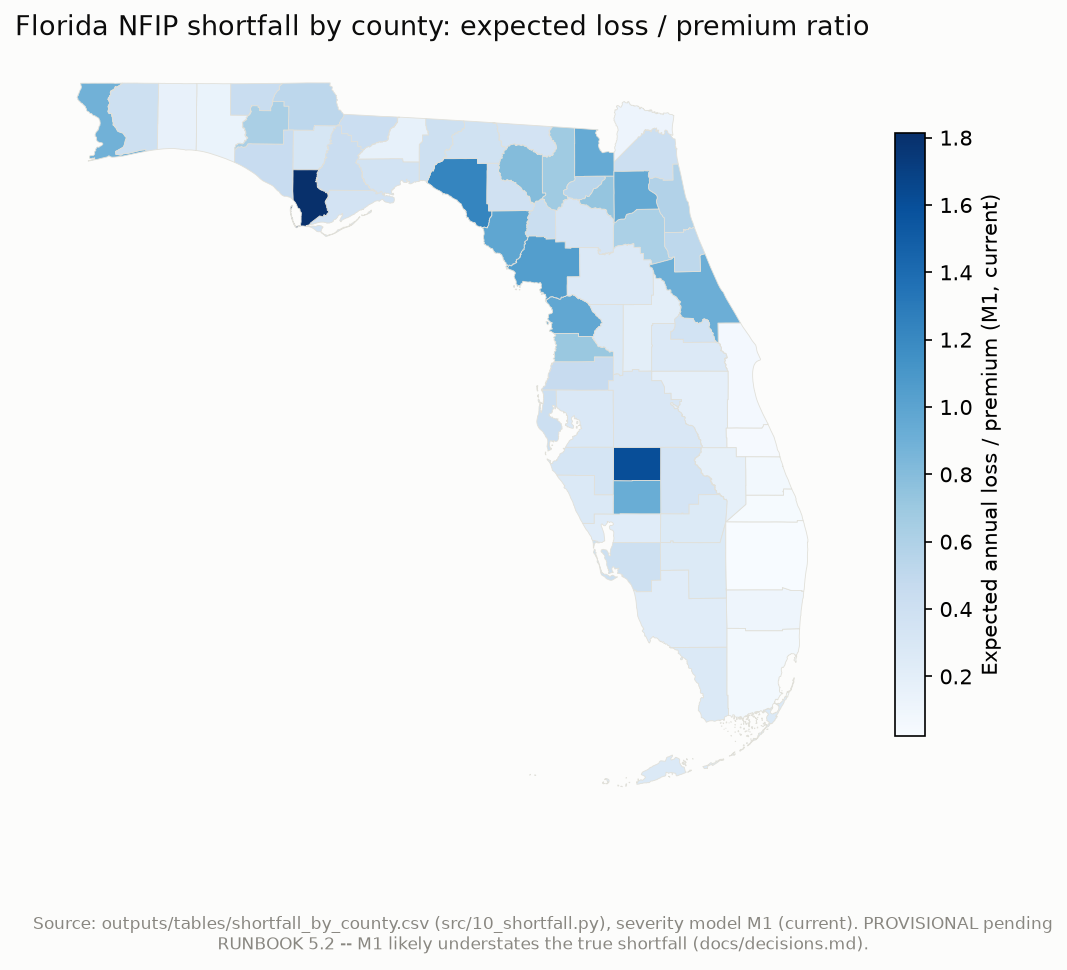 Florida NFIP shortfall by county: expected loss / premium ratio
1.8
1.6
1.4
1.2
1.0
0.8
0.6
0.4
0.2
Expected annual loss / premium (M1, current)
Source: outputs/tables/shortfall_by_county.csv (src/10_shortfall.py), severity model M1 (current). PROVISIONAL pending
RUNBOOK 5.2 -- M1 likely understates the true shortfall (docs/decisions.md).